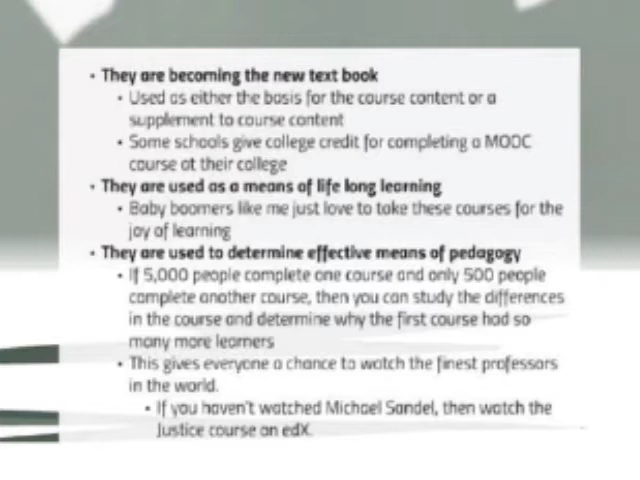 • They are becoming the new text book
• Used as either the basis for the course content or a
supplement to course content
• Some schools give college credit for completing a MOOC
course at their college
• They are used as a means of life long learning
• Baby boomers like me just love to take these courses for the
joy of learning
• They are used to determine effective means of pedagogy
• If 5,000 people complete one course and only 500 people
complete another course, then you can study the differences
in the course and determine why the first course had so
many more learners
• This gives everyone a chance to watch the finest professors
in the world.
• If you haven't watched Michael Sandel, then watch the
Justice course on edX.